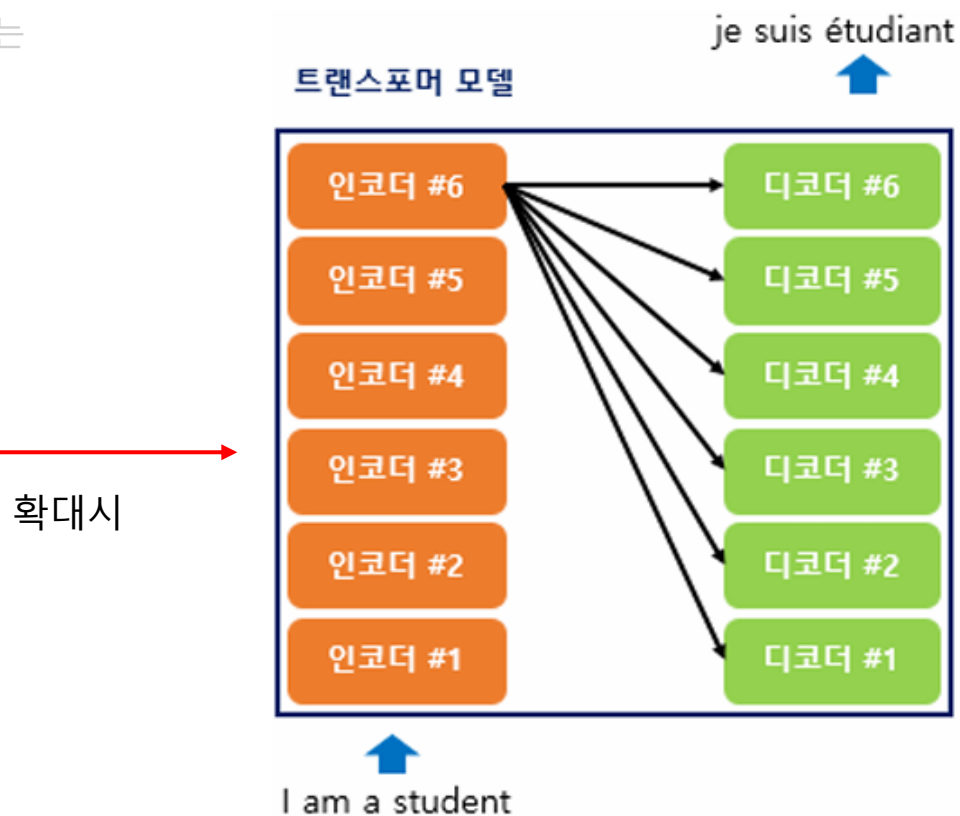 는
je suis étudiant
트랜스포머 모델
인코더 #6
디코더 #6
인코더 #5
디코더 #5
인코더 #4
디코더 #4
인코더 #3
디코더 #3
확대시
인코더 #2
디코더 #2
인코더 #1
디코더 #1
I am a student